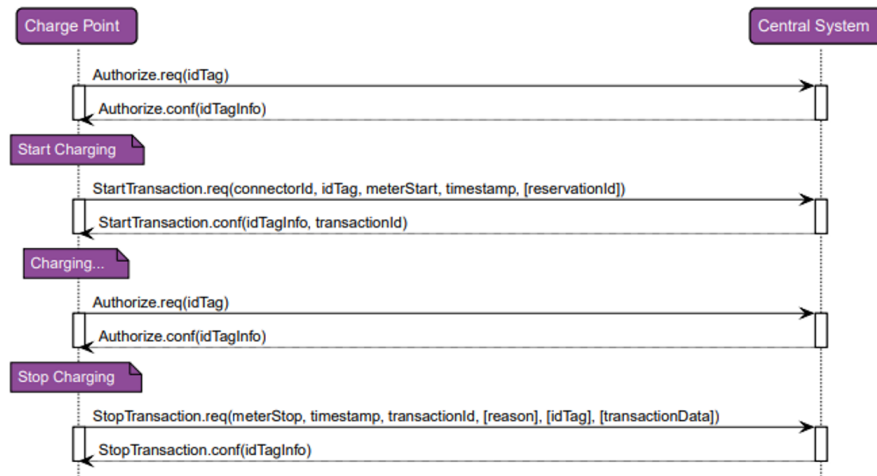 Charge Point
Central System
Authorize.req(idTag)
Authorize.conf(idTagInfo)
Start Charging
StartTransaction.req(connectorId, idTag, meterStart, timestamp, [reservationId])
StartTransaction.conf(idTagInfo, transactionId)
Charging...
Authorize.req(idTag)
Authorize.conf(idTagInfo)
Stop Charging
StopTransaction.req(meterStop, timestamp, transactionId, [reason], [idTag], [transactionData])
StopTransaction.conf(idTagInfo)